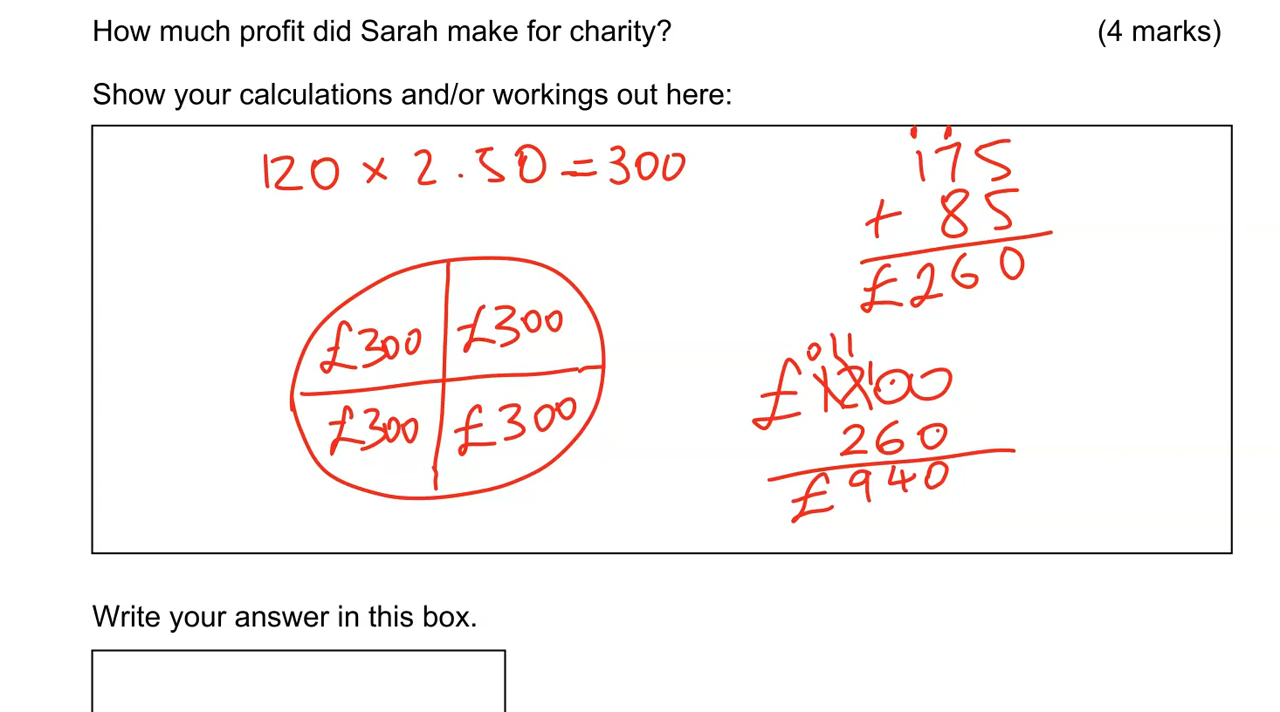 How much profit did Sarah make for charity? (4 marks)
Show your calculations and/or workings out here:
120 × 2.50 = 300
£300 £300
£300 £300
11
175
+ 85
£260
011
£1200
260
£940
Write your answer in this box.